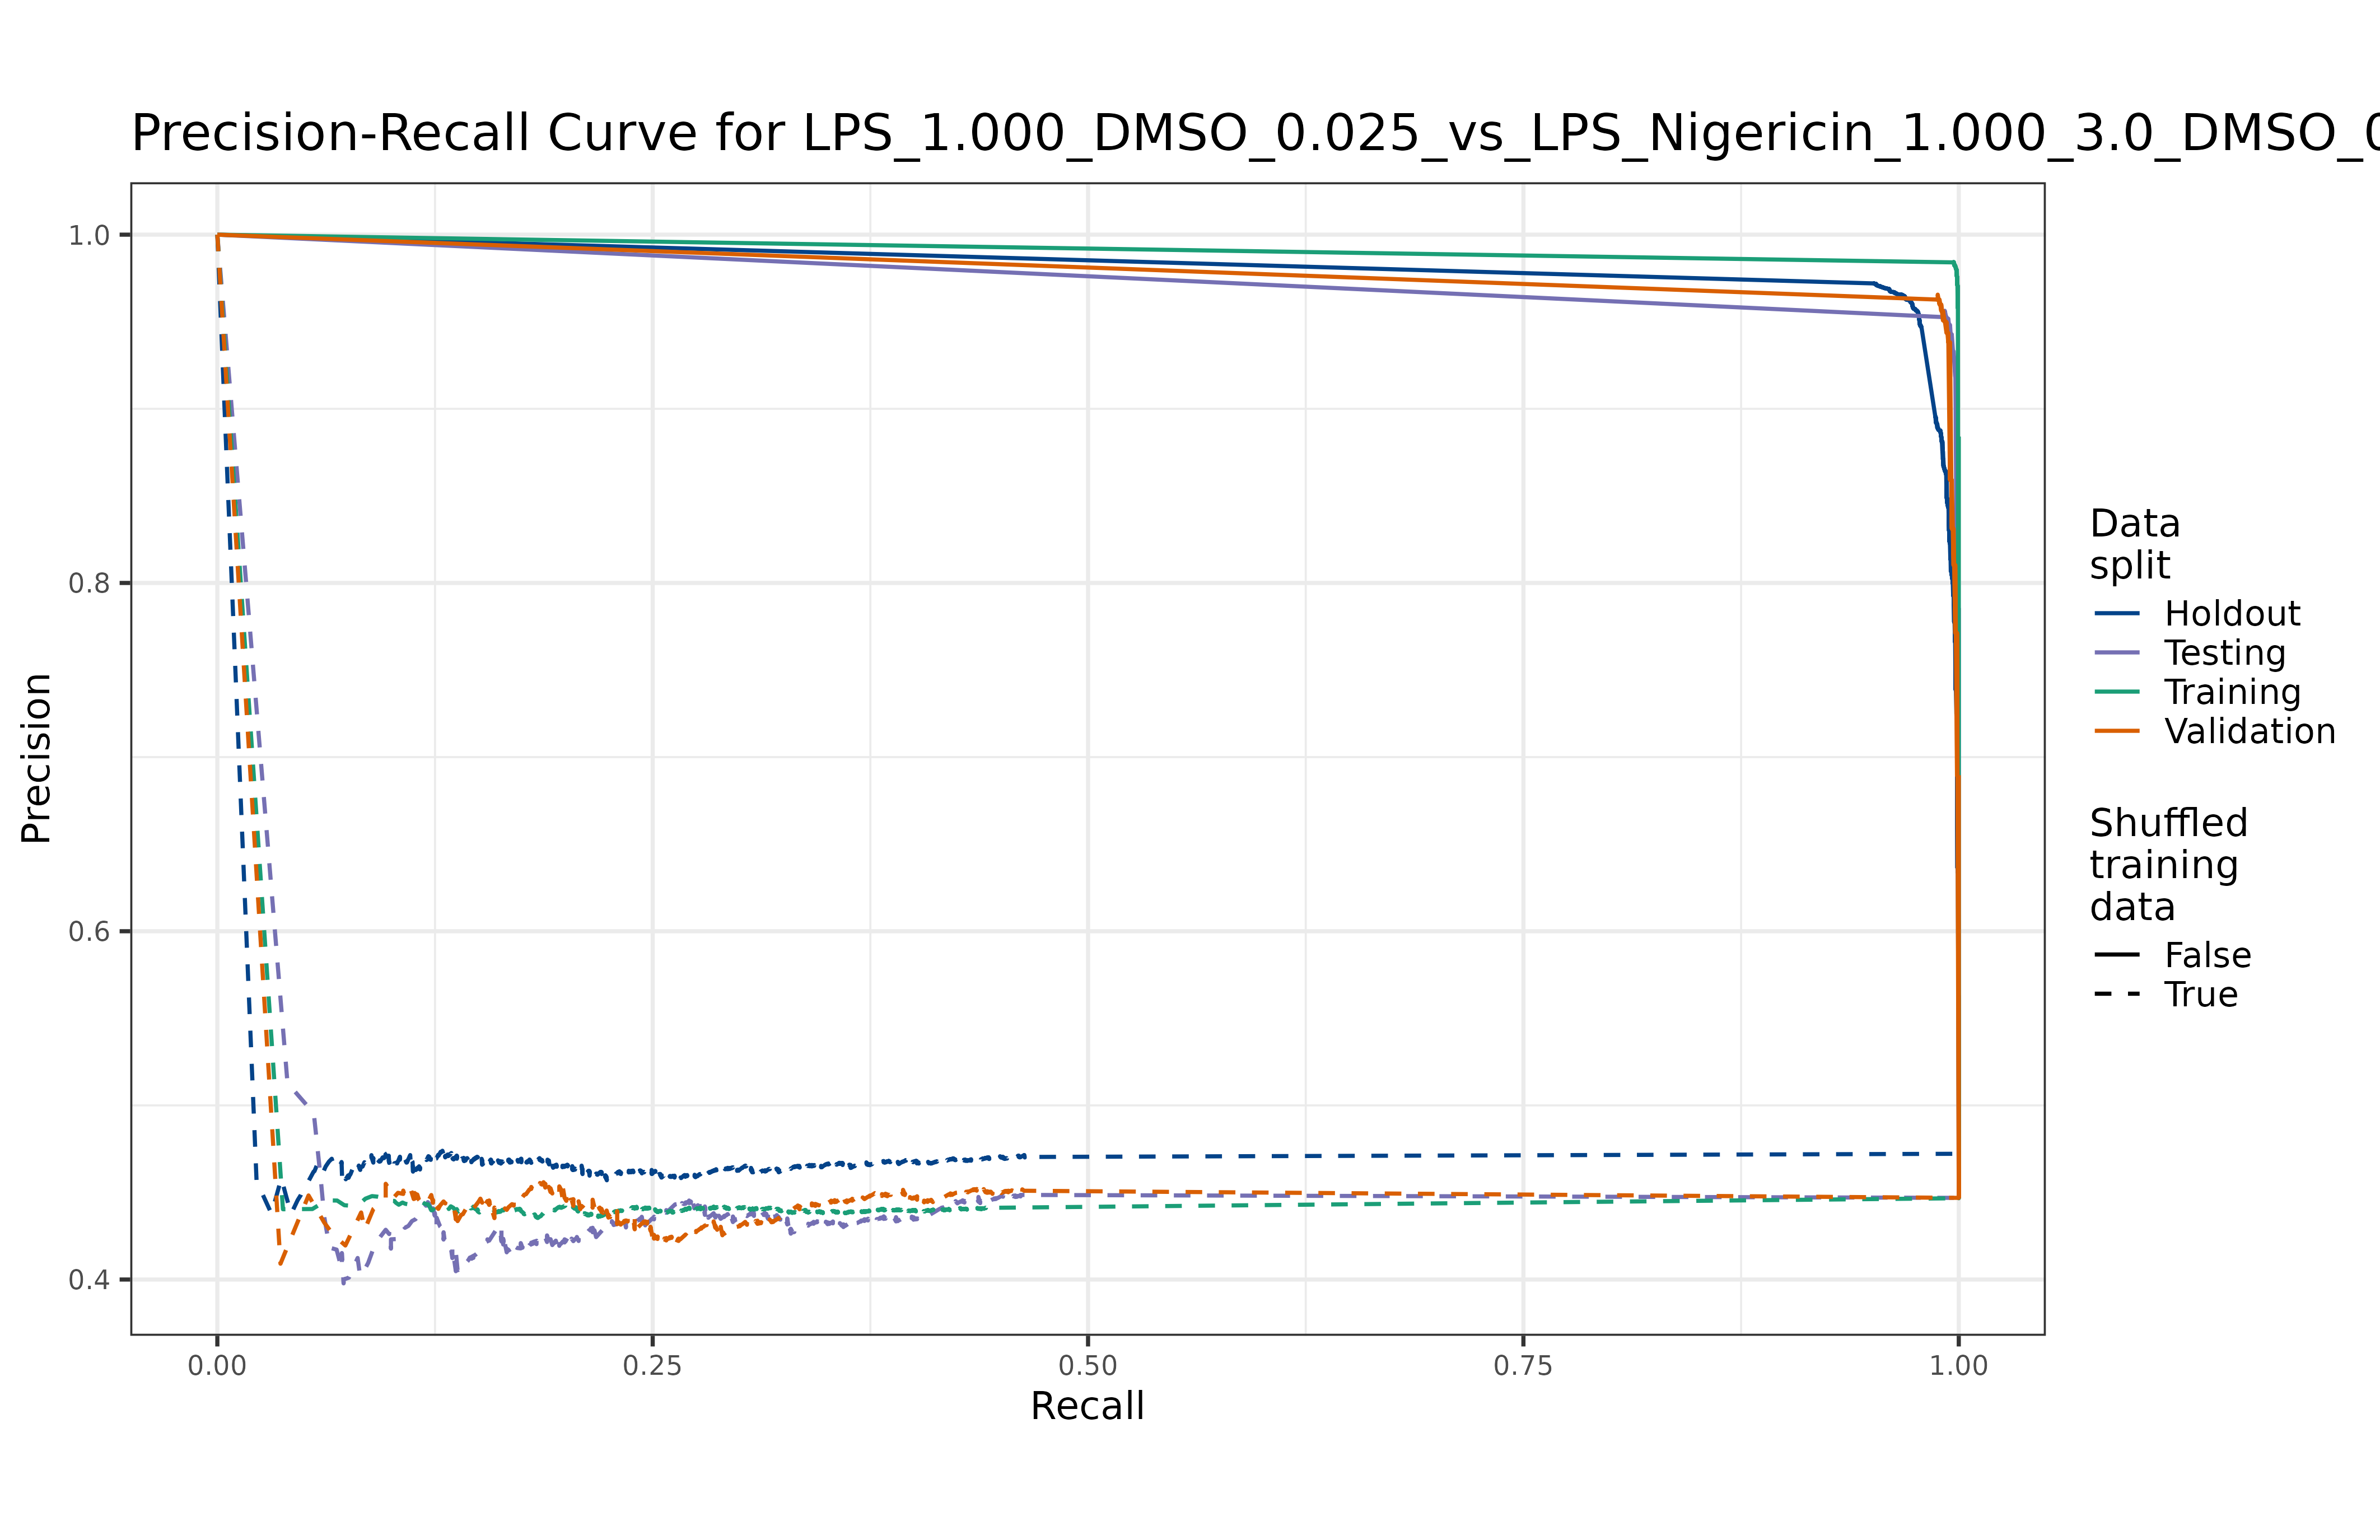 Precision-Recall Curve for LPS_1.000_DMSO_0.025_vs_LPS_Nigericin_1.000_3.0_DMSO_0
1.0
0.8
0.6
0.4
Precision
0.00 0.25 0.50 0.75 1.00
Recall
Data
split
Holdout
Testing
Training
Validation
Shuffled
training
data
False
True